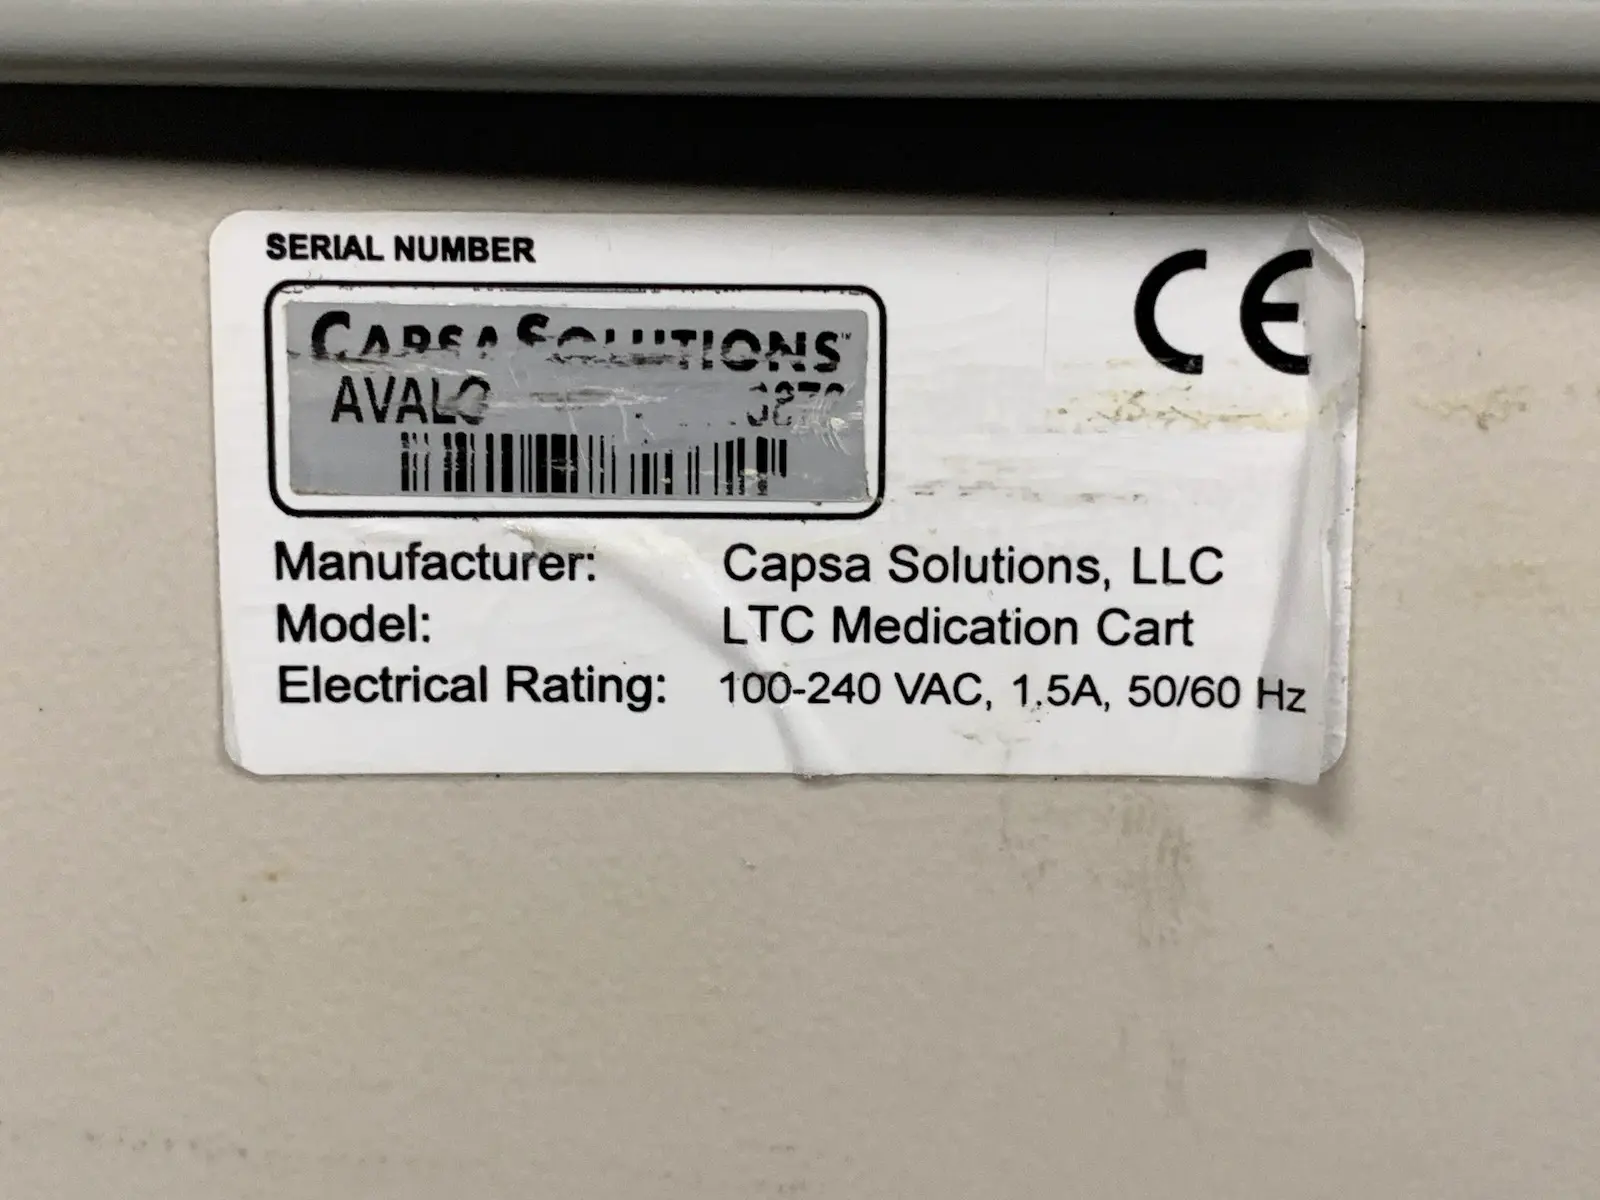 SERIAL NUMBER
CE
CAPSA SOLUTIONS™
Manufacturer: Capsa Solutions, LLC
Model: LTC Medication Cart
Electrical Rating: 100-240 VAC, 1.5A, 50/60 Hz